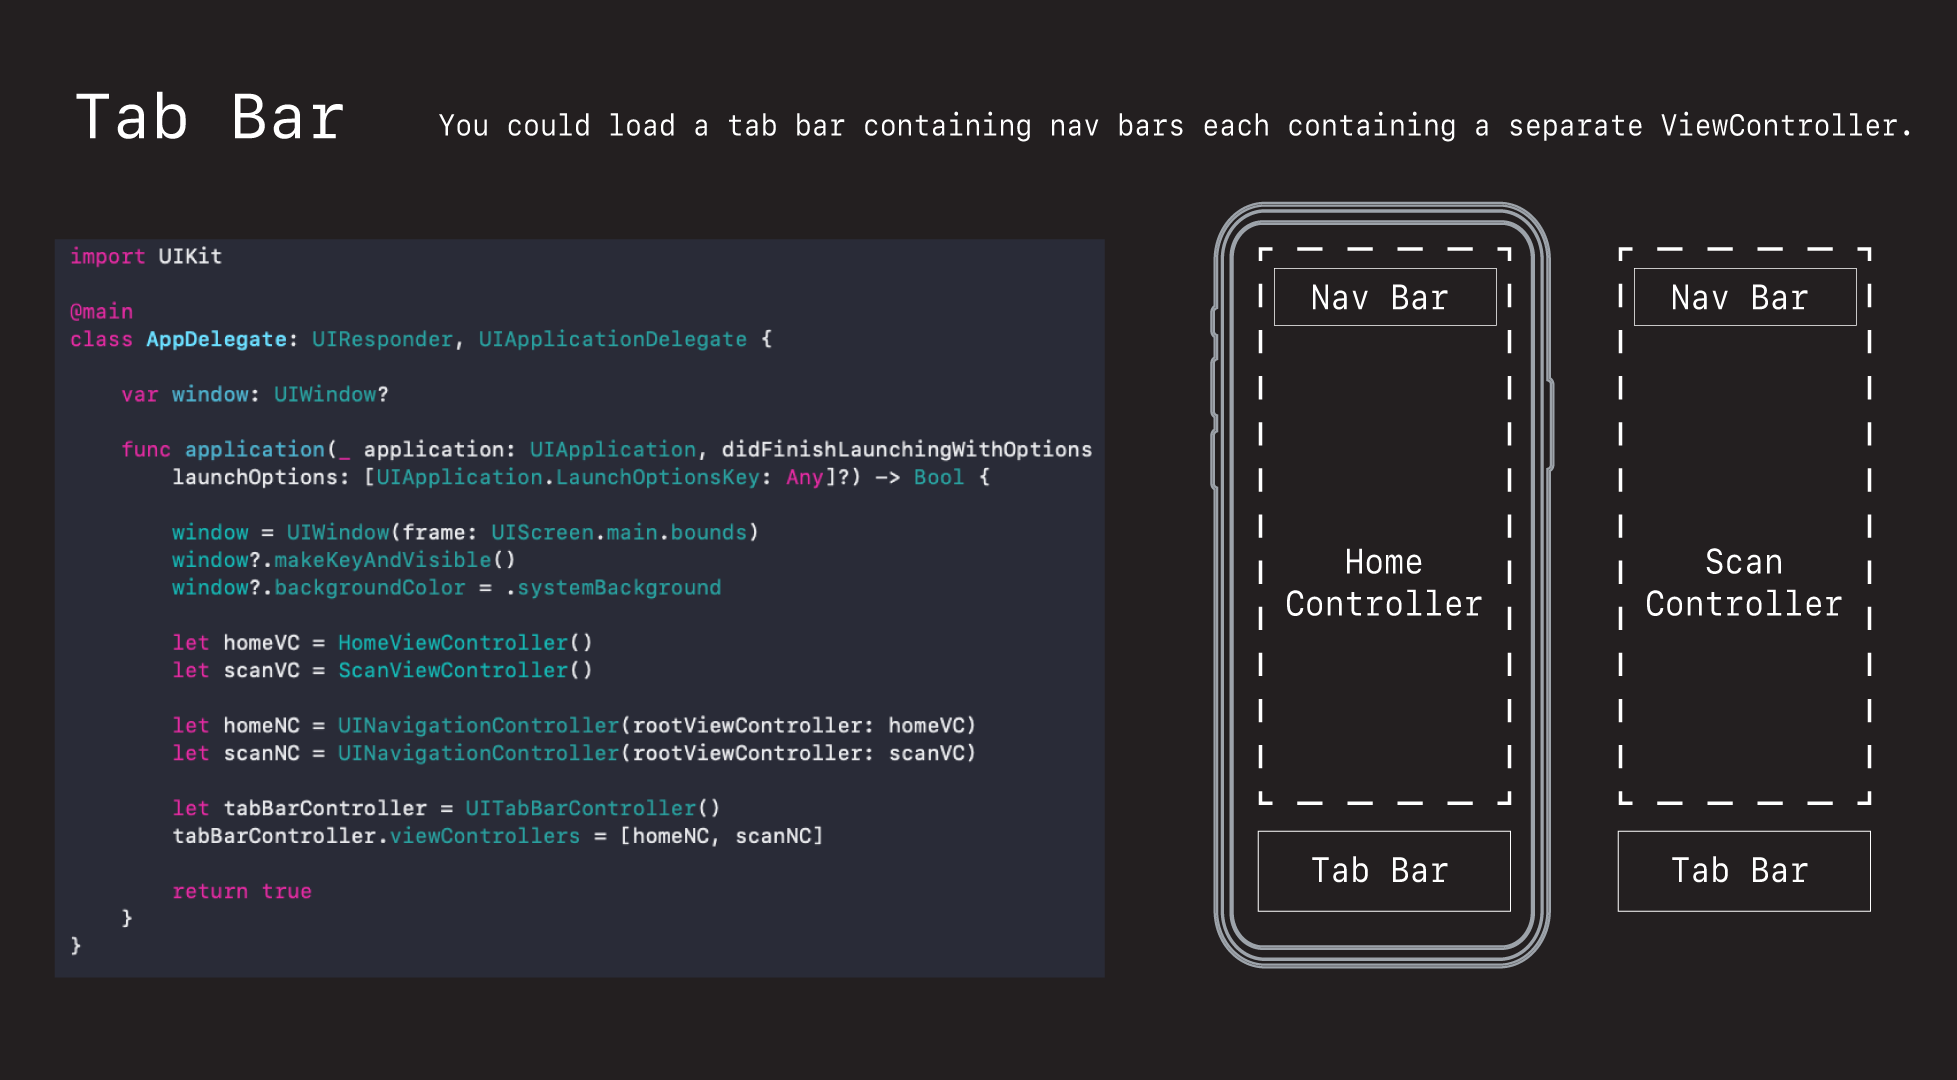 Tab Bar
You could load a tab bar containing nav bars each containing a separate ViewController.
import UIKit
@main
class AppDelegate: UIResponder, UIApplicationDelegate {
var window: UIWindow?
func application(_ application: UIApplication, didFinishLaunchingWithOptions
launchOptions: [UIApplication.LaunchOptionsKey: Any]?) -> Bool {
window = UIWindow(frame: UIScreen.main.bounds)
window?.makeKeyAndVisible()
window?.backgroundColor = .systemBackground
let homeVC = HomeViewController()
let scanVC = ScanViewController()
let homeNC = UINavigationController(rootViewController: homeVC)
let scanNC = UINavigationController(rootViewController: scanVC)
let tabBarController = UITabBarController()
tabBarController.viewControllers = [homeNC, scanNC]
return true
}
}
Nav Bar
Home
Controller
Tab Bar
Nav Bar
Scan
Controller
Tab Bar